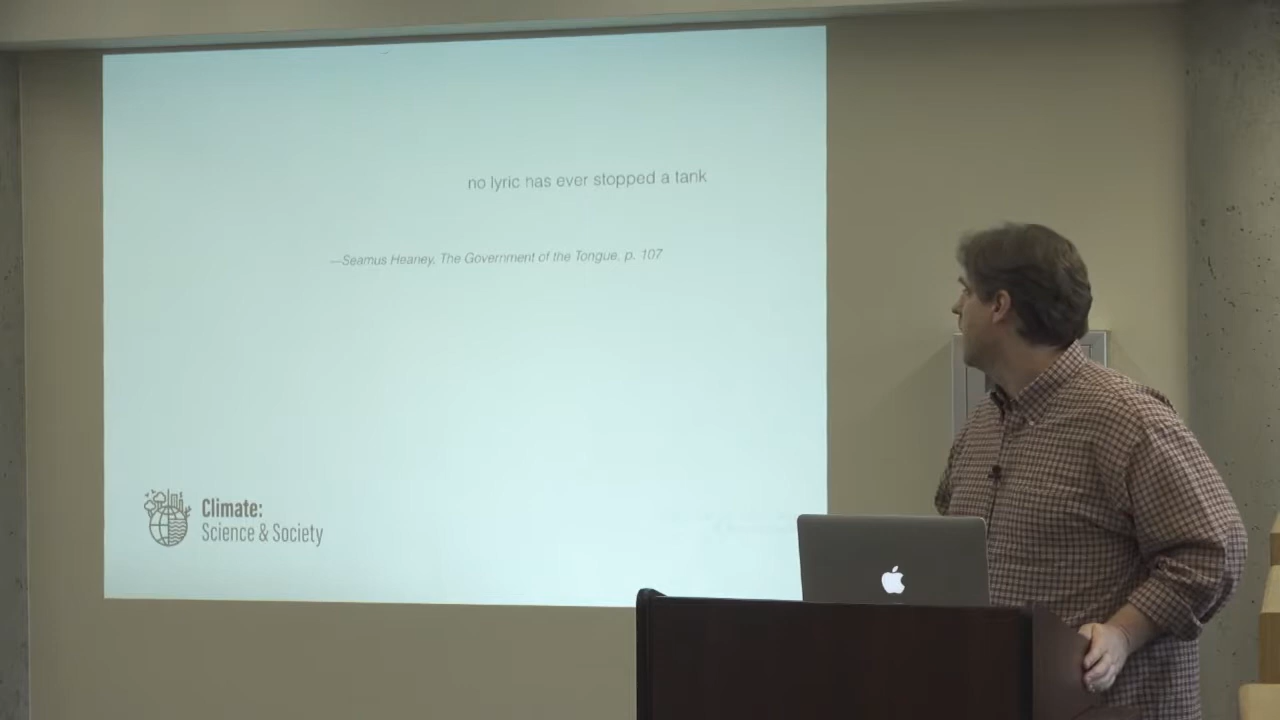 no lyric has ever stopped a tank
—Seamus Heaney, The Government of the Tongue, p. 107
Climate:
Science & Society